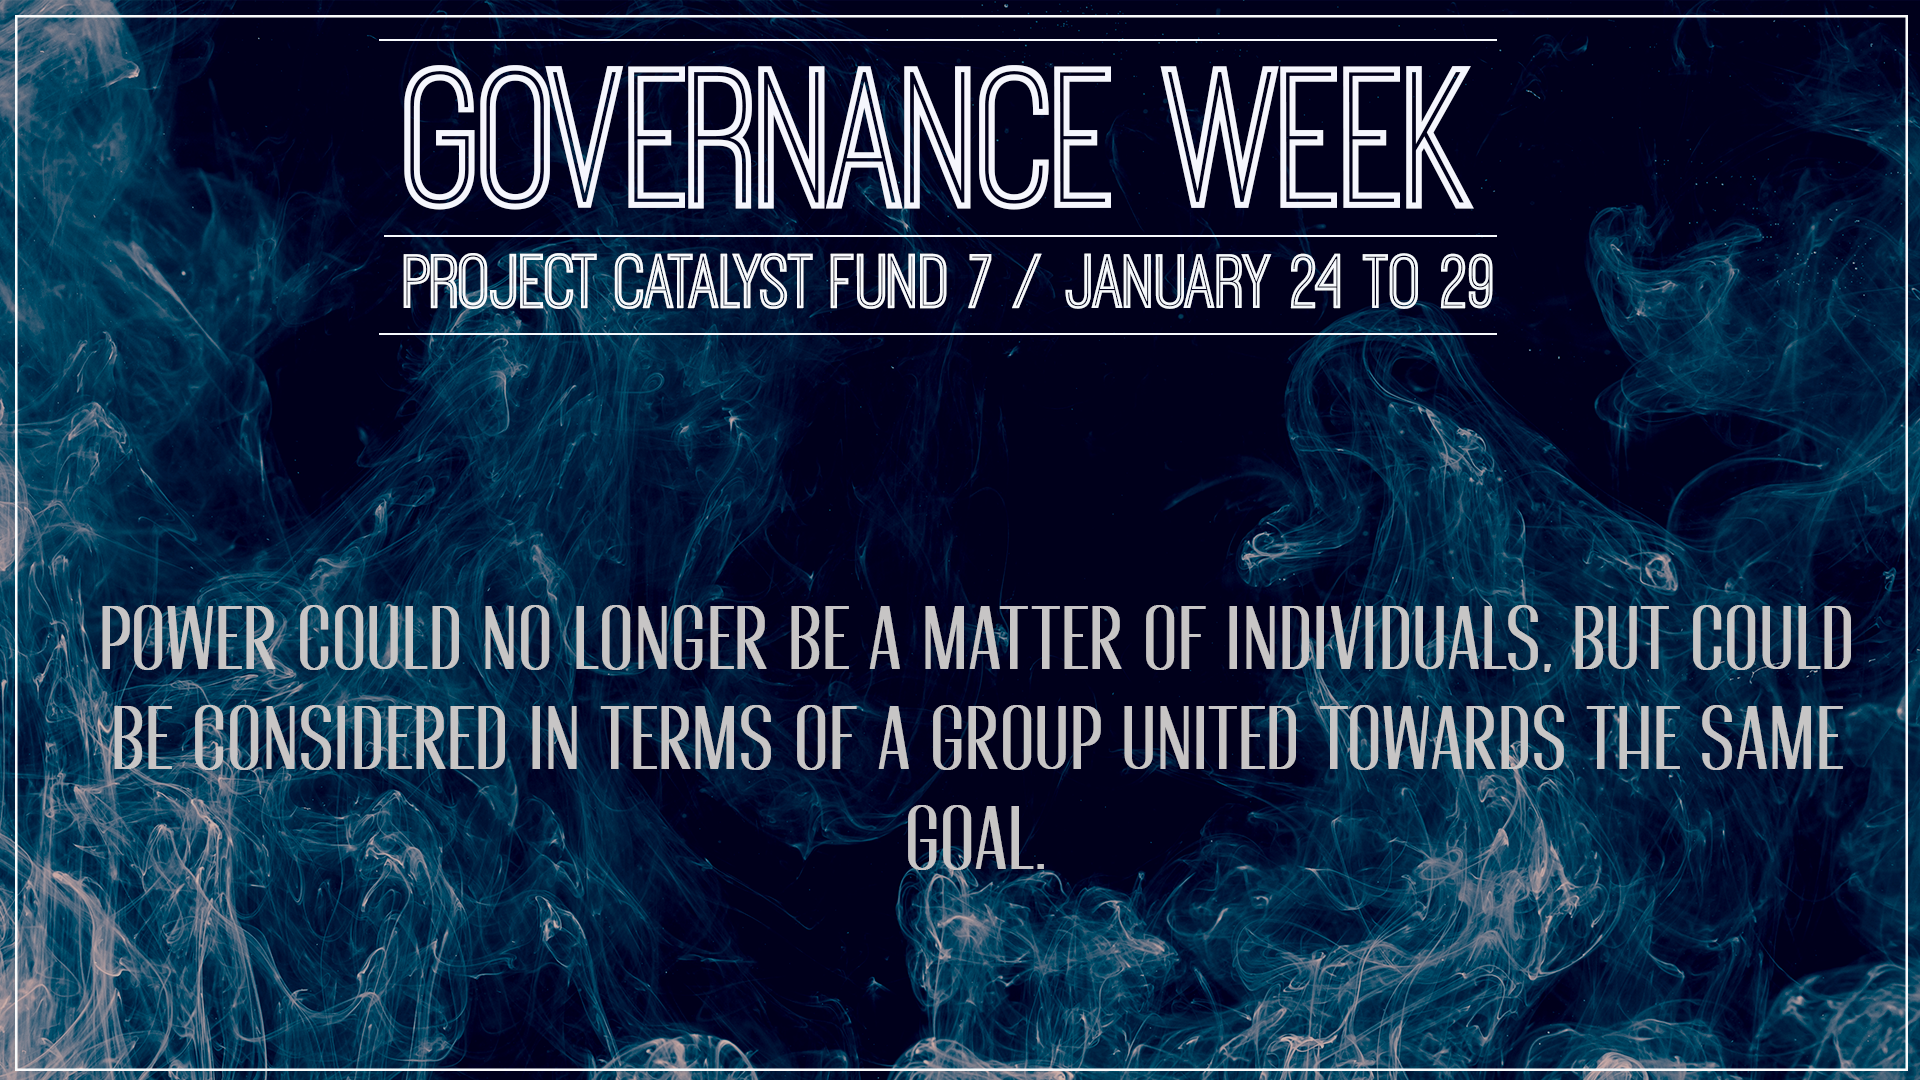 GOVERNANCE WEEK
PROJECT CATALYST FUND 7 / JANUARY 24 TO 29
POWER COULD NO LONGER BE A MATTER OF INDIVIDUALS, BUT COULD
BE CONSIDERED IN TERMS OF A GROUP UNITED TOWARDS THE SAME
GOAL.